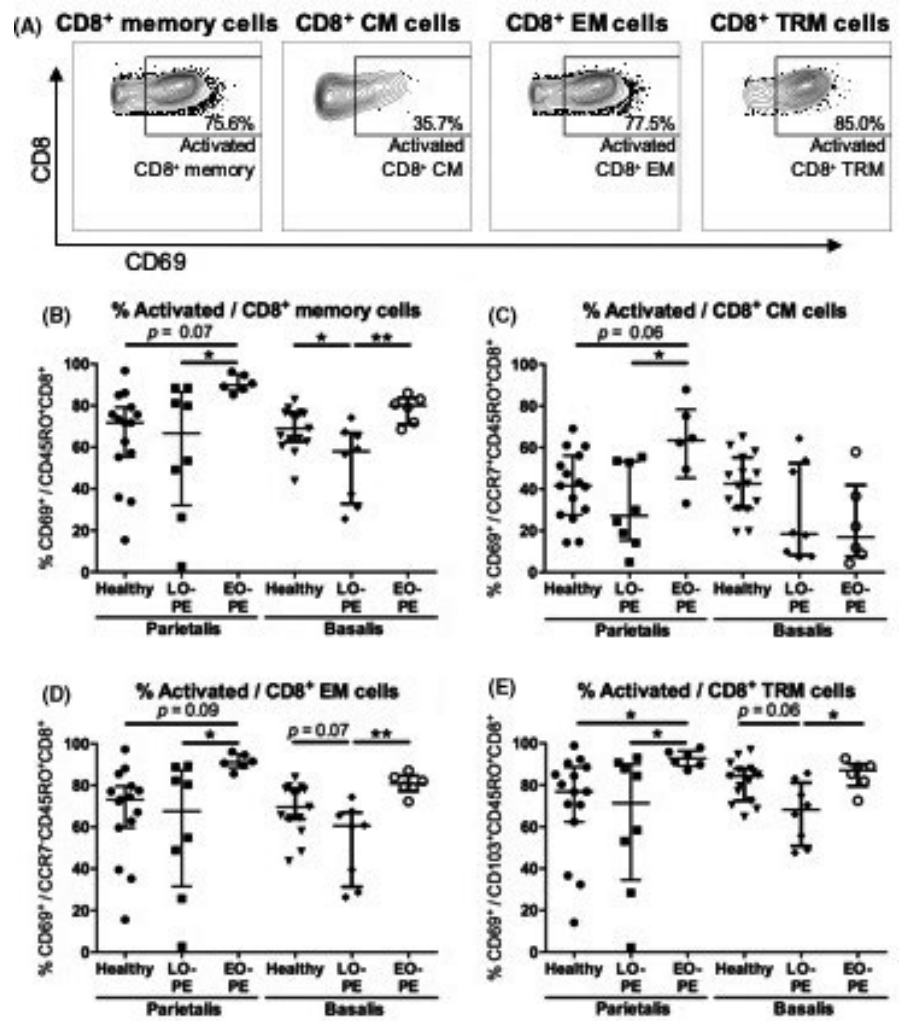 (A) CD8⁺ memory cells CD8⁺ CM cells CD8⁺ EM cells CD8⁺ TRM cells
75.6% 35.7% 77.5% 85.0%
Activated Activated Activated Activated
CD8⁺ memory CD8⁺ CM CD8⁺ EM CD8⁺ TRM
CD8
CD69
(B) % Activated / CD8⁺ memory cells
p = 0.07 * * **
% CD69⁺ / CD45RO⁺CD8⁺
100
80
60
40
20
0
Healthy LO-PE EO-PE Healthy LO-PE EO-PE
Parietalis Basalis
(C) % Activated / CD8⁺ CM cells
p = 0.06 *
% CD69⁺ / CCR7⁺CD45RO⁺CD8⁺
100
80
60
40
20
0
Healthy LO-PE EO-PE Healthy LO-PE EO-PE
Parietalis Basalis
(D) % Activated / CD8⁺ EM cells
p = 0.09 * p = 0.07 **
% CD69⁺ / CCR7⁻CD45RO⁺CD8⁺
100
80
60
40
20
0
Healthy LO-PE EO-PE Healthy LO-PE EO-PE
Parietalis Basalis
(E) % Activated / CD8⁺ TRM cells
* * p = 0.06 *
% CD69⁺ / CD103⁺CD45RO⁺CD8⁺
100
80
60
40
20
0
Healthy LO-PE EO-PE Healthy LO-PE EO-PE
Parietalis Basalis